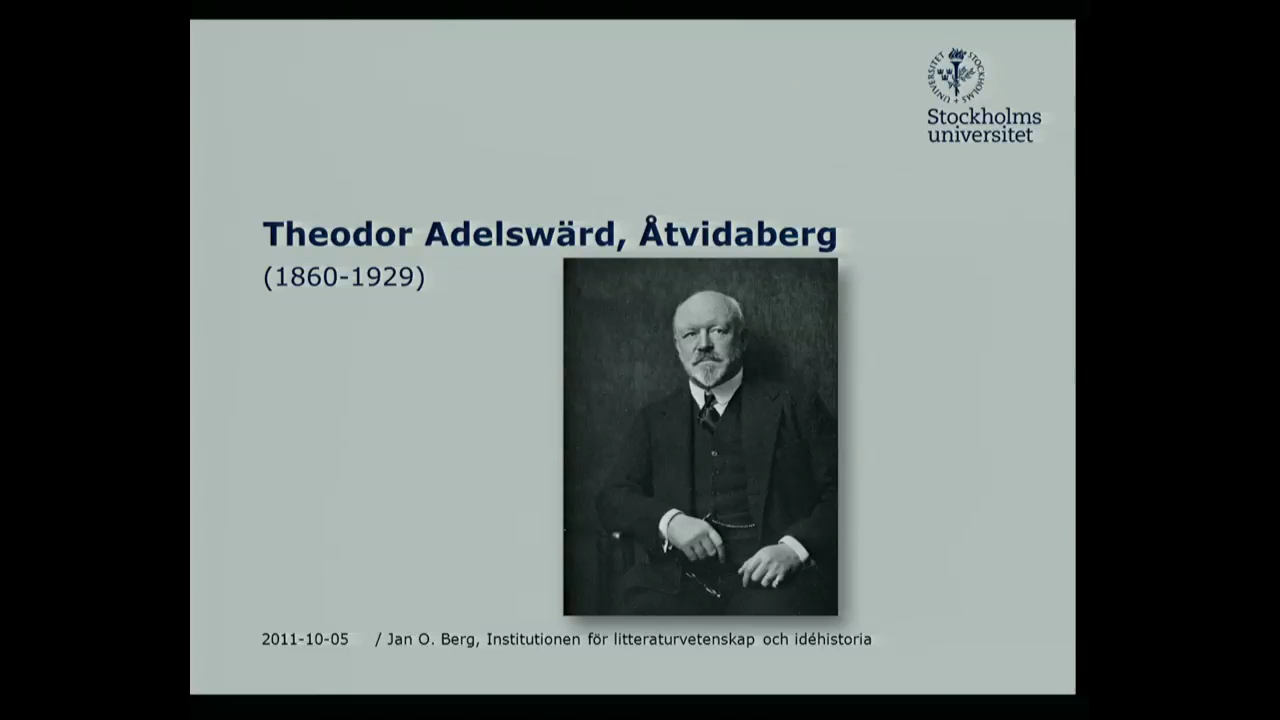 UNIVERSITET STOCKHOLMS +
Stockholms
universitet
Theodor Adelswärd, Åtvidaberg
(1860-1929)
2011-10-05 / Jan O. Berg, Institutionen för litteraturvetenskap och idéhistoria